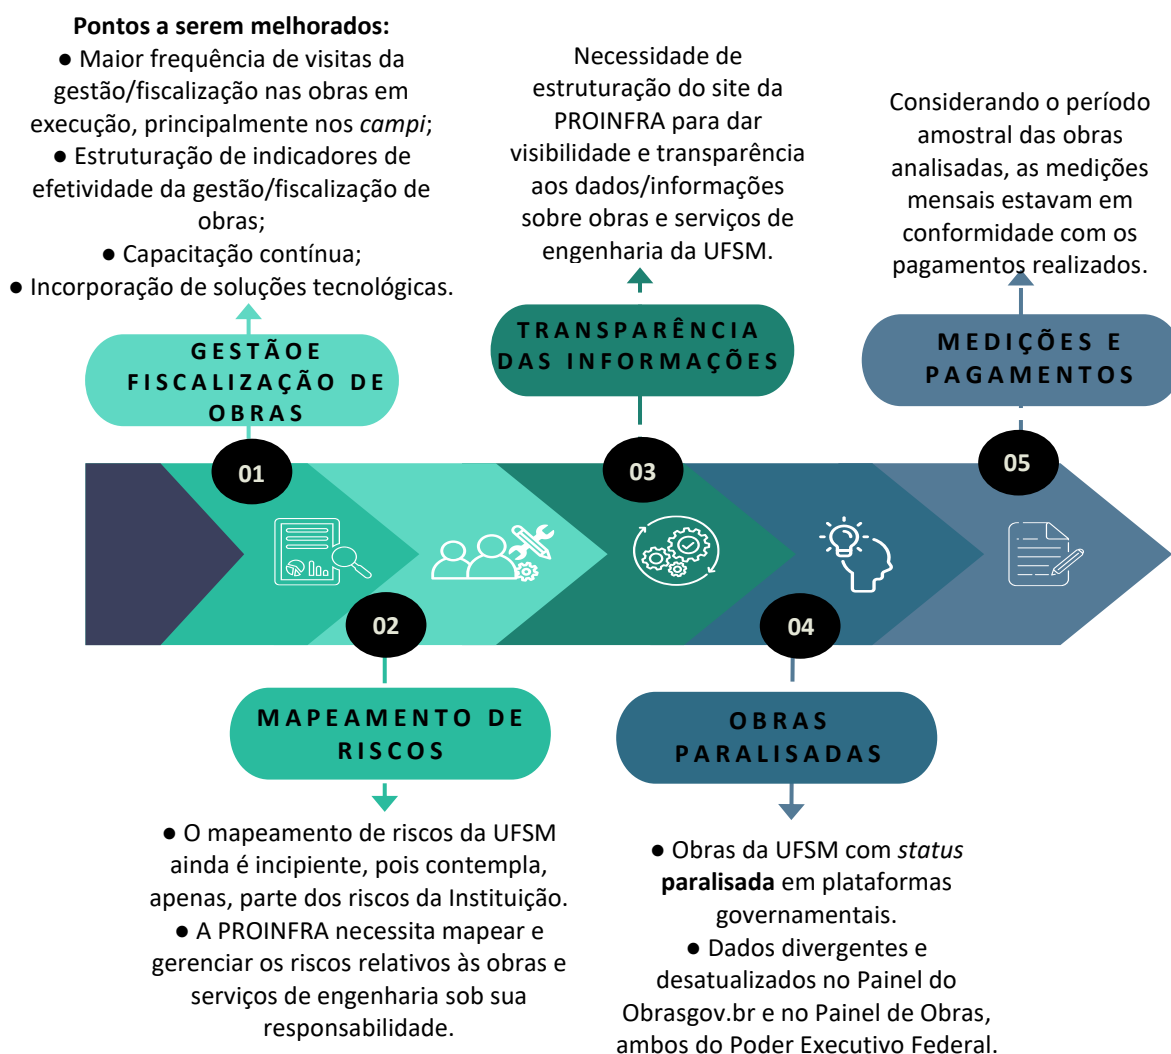 Pontos a serem melhorados:
● Maior frequência de visitas da
gestão/fiscalização nas obras em
execução, principalmente nos campi;
● Estruturação de indicadores de
efetividade da gestão/fiscalização de
obras;
● Capacitação contínua;
● Incorporação de soluções tecnológicas.
GESTÃOE
FISCALIZAÇÃO DE
OBRAS
01
Necessidade de
estruturação do site da
PROINFRA para dar
visibilidade e transparência
aos dados/informações
sobre obras e serviços de
engenharia da UFSM.
TRANSPARÊNCIA
DAS INFORMAÇÕES
03
Considerando o período
amostral das obras
analisadas, as medições
mensais estavam em
conformidade com os
pagamentos realizados.
MEDIÇÕES E
PAGAMENTOS
05
02
MAPEAMENTO DE
RISCOS
● O mapeamento de riscos da UFSM
ainda é incipiente, pois contempla,
apenas, parte dos riscos da Instituição.
● A PROINFRA necessita mapear e
gerenciar os riscos relativos às obras e
serviços de engenharia sob sua
responsabilidade.
04
OBRAS
PARALISADAS
● Obras da UFSM com status
paralisada em plataformas
governamentais.
● Dados divergentes e
desatualizados no Painel do
Obrasgov.br e no Painel de Obras,
ambos do Poder Executivo Federal.